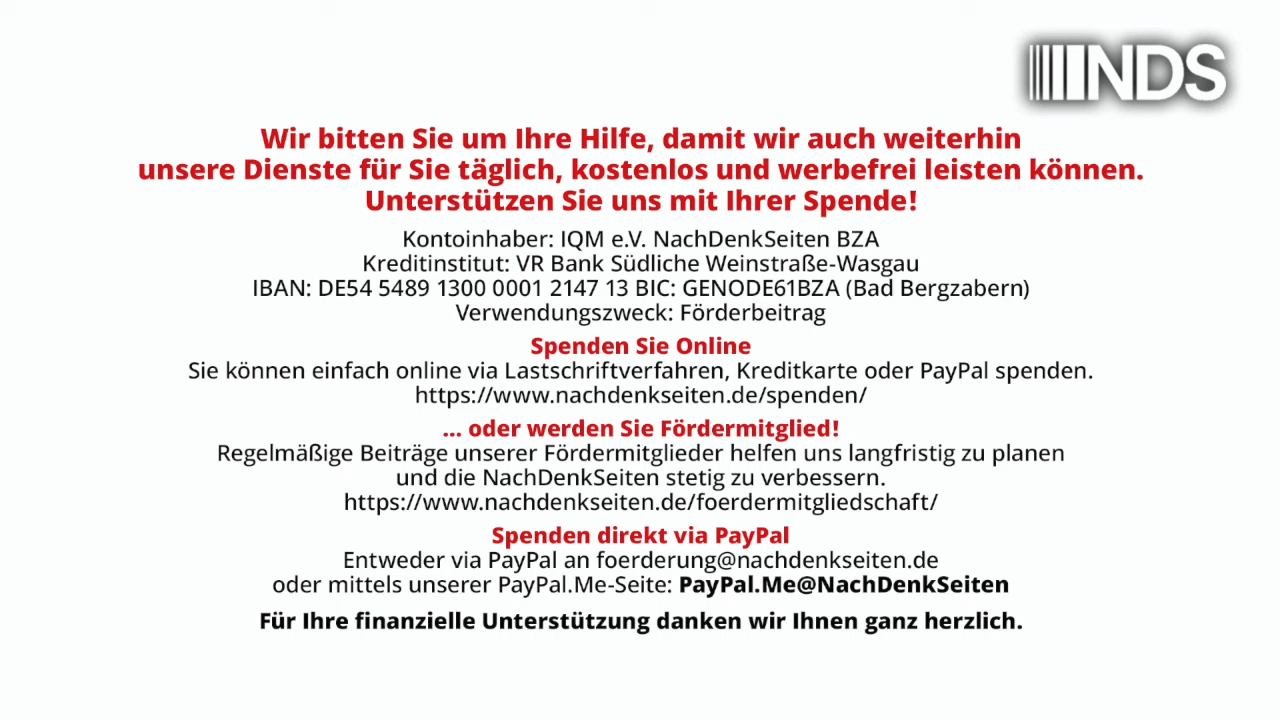 NDS
Wir bitten Sie um Ihre Hilfe, damit wir auch weiterhin
unsere Dienste für Sie täglich, kostenlos und werbefrei leisten können.
Unterstützen Sie uns mit Ihrer Spende!
Kontoinhaber: IQM e.V. NachDenkSeiten BZA
Kreditinstitut: VR Bank Südliche Weinstraße-Wasgau
IBAN: DE54 5489 1300 0001 2147 13 BIC: GENODE61BZA (Bad Bergzabern)
Verwendungszweck: Förderbeitrag
Spenden Sie Online
Sie können einfach online via Lastschriftverfahren, Kreditkarte oder PayPal spenden.
https://www.nachdenkseiten.de/spenden/
... oder werden Sie Fördermitglied!
Regelmäßige Beiträge unserer Fördermitglieder helfen uns langfristig zu planen
und die NachDenkSeiten stetig zu verbessern.
https://www.nachdenkseiten.de/foerdermitgliedschaft/
Spenden direkt via PayPal
Entweder via PayPal an foerderung@nachdenkseiten.de
oder mittels unserer PayPal.Me-Seite: PayPal.Me@NachDenkSeiten
Für Ihre finanzielle Unterstützung danken wir Ihnen ganz herzlich.